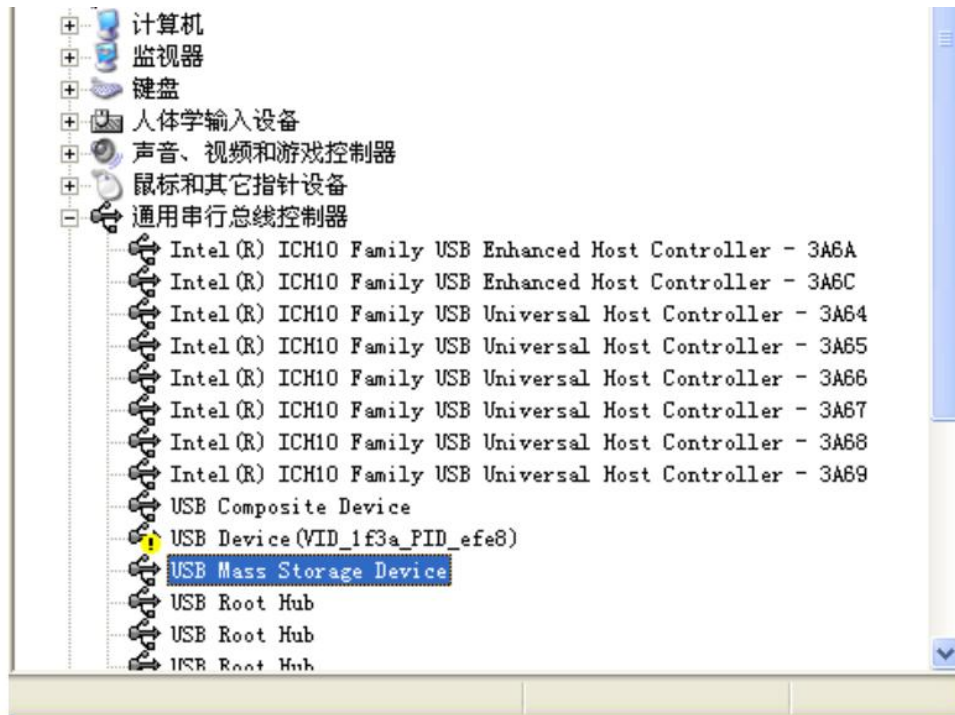 计算机
监视器
键盘
人体学输入设备
声音、视频和游戏控制器
鼠标和其它指针设备
通用串行总线控制器
Intel(R) ICH10 Family USB Enhanced Host Controller - 3A6A
Intel(R) ICH10 Family USB Enhanced Host Controller - 3A6C
Intel(R) ICH10 Family USB Universal Host Controller - 3A64
Intel(R) ICH10 Family USB Universal Host Controller - 3A65
Intel(R) ICH10 Family USB Universal Host Controller - 3A66
Intel(R) ICH10 Family USB Universal Host Controller - 3A67
Intel(R) ICH10 Family USB Universal Host Controller - 3A68
Intel(R) ICH10 Family USB Universal Host Controller - 3A69
USB Composite Device
USB Device(VID_1f3a_PID_efe8)
USB Mass Storage Device
USB Root Hub
USB Root Hub
USB Root Hub